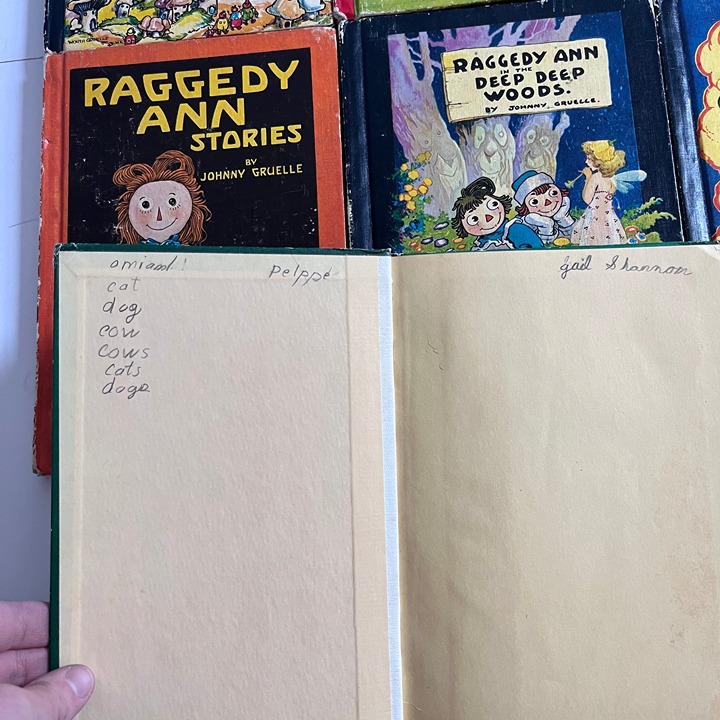 RAGGEDY
ANN
STORIES
BY
JOHNNY GRUELLE
RAGGEDY ANN
IN THE
DEEP DEEP
WOODS.
BY JOHNNY GRUELLE.
Pelppe
cat
dog
cow
cows
cats
dogs
gail Shannon